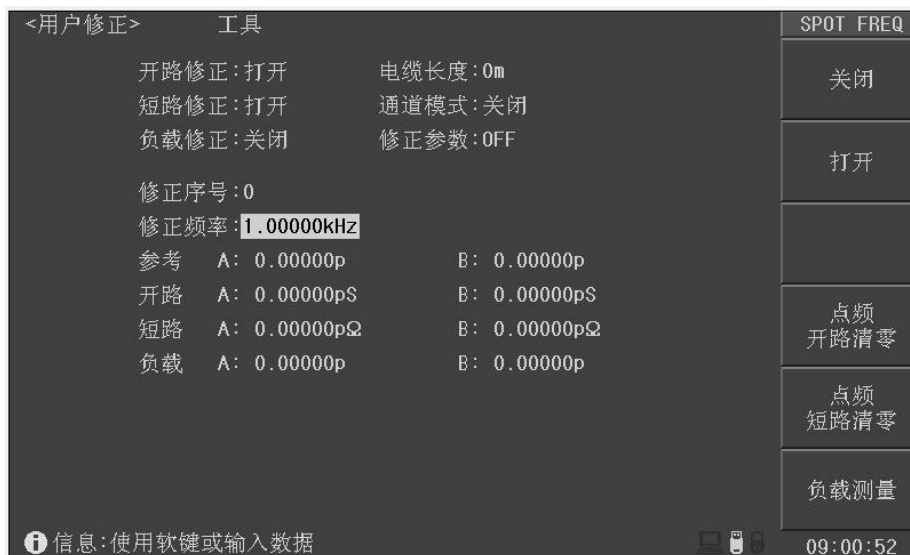 <用户修正> 工具 SPOT FREQ
开路修正:打开 电缆长度:0m
关闭
短路修正:打开 通道模式:关闭
负载修正:关闭 修正参数:OFF
打开
修正序号:0
修正频率:1.00000kHz
参考 A: 0.00000p B: 0.00000p
开路 A: 0.00000pS B: 0.00000pS
点频
开路清零
短路 A: 0.00000pΩ B: 0.00000pΩ
负载 A: 0.00000p B: 0.00000p
点频
短路清零
负载测量
信息:使用软键或输入数据 09:00:52